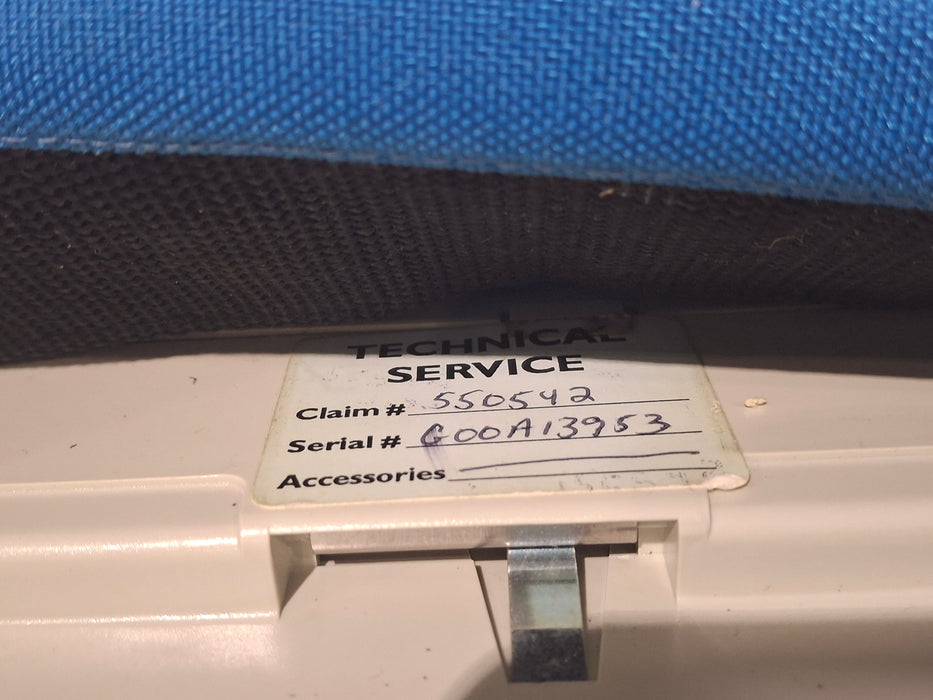 TECHNICAL
SERVICE
Claim # 550542
Serial # G00A13953
Accessories